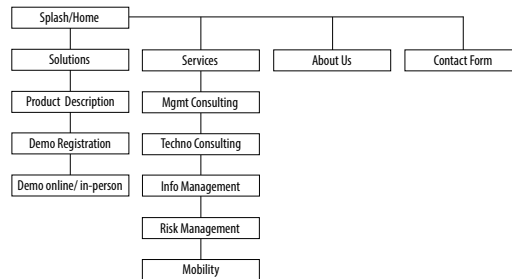 Splash/Home
Solutions
Services
About Us
Contact Form
Product Description
Mgmt Consulting
Demo Registration
Techno Consulting
Demo online/ in-person
Info Management
Risk Management
Mobility